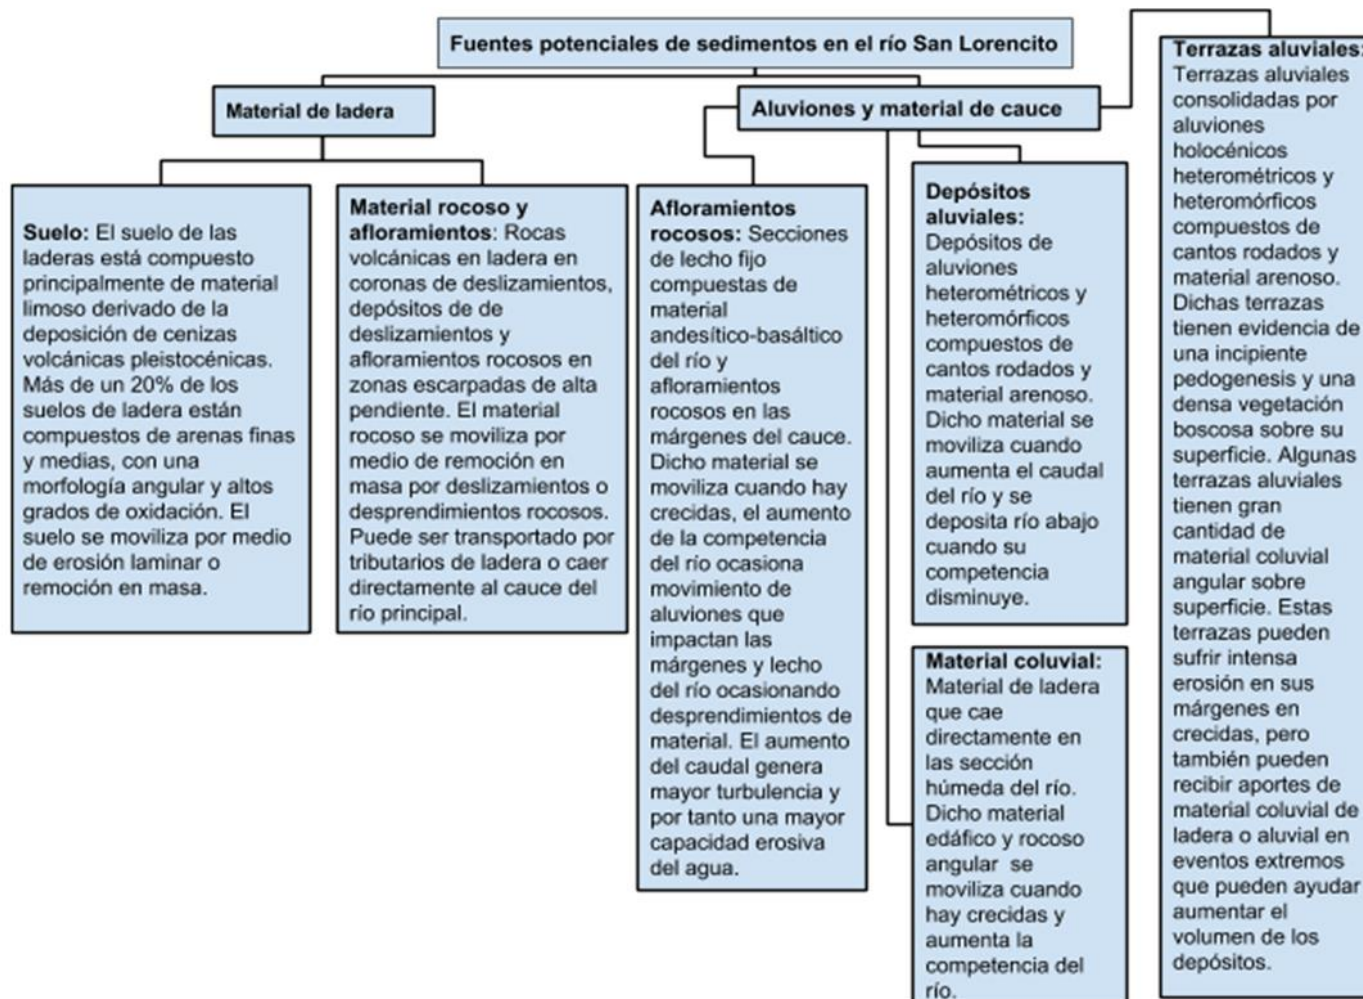 Fuentes potenciales de sedimentos en el río San Lorencito
Material de ladera
Aluviones y material de cauce
Suelo: El suelo de las
laderas está compuesto
principalmente de material
limoso derivado de la
deposición de cenizas
volcánicas pleistocénicas.
Más de un 20% de los
suelos de ladera están
compuestos de arenas finas
y medias, con una
morfología angular y altos
grados de oxidación. El
suelo se moviliza por medio
de erosión laminar o
remoción en masa.
Material rocoso y
afloramientos: Rocas
volcánicas en ladera en
coronas de deslizamientos,
depósitos de de
deslizamientos y
afloramientos rocosos en
zonas escarpadas de alta
pendiente. El material
rocoso se moviliza por
medio de remoción en
masa por deslizamientos o
desprendimientos rocosos.
Puede ser transportado por
tributarios de ladera o caer
directamente al cauce del
río principal.
Afloramientos
rocosos: Secciones
de lecho fijo
compuestas de
material
andesítico-basáltico
del río y
afloramientos
rocosos en las
márgenes del cauce.
Dicho material se
moviliza cuando hay
crecidas, el aumento
de la competencia
del río ocasiona
movimiento de
aluviones que
impactan las
márgenes y lecho
del río ocasionando
desprendimientos de
material. El aumento
del caudal genera
mayor turbulencia y
por tanto una mayor
capacidad erosiva
del agua.
Depósitos
aluviales:
Depósitos de
aluviones
heterométricos y
heteromórficos
compuestos de
cantos rodados y
material arenoso.
Dicho material se
moviliza cuando
aumenta el caudal
del río y se
deposita río abajo
cuando su
competencia
disminuye.
Material coluvial:
Material de ladera
que cae
directamente en
las sección
húmeda del río.
Dicho material
edáfico y rocoso
angular se
moviliza cuando
hay crecidas y
aumenta la
competencia del
río.
Terrazas aluviales:
Terrazas aluviales
consolidadas por
aluviones
holocénicos
heterométricos y
heteromórficos
compuestos de
cantos rodados y
material arenoso.
Dichas terrazas
tienen evidencia de
una incipiente
pedogenesis y una
densa vegetación
boscosa sobre su
superficie. Algunas
terrazas aluviales
tienen gran
cantidad de
material coluvial
angular sobre
superficie. Estas
terrazas pueden
sufrir intensa
erosión en sus
márgenes en
crecidas, pero
también pueden
recibir aportes de
material coluvial de
ladera o aluvial en
eventos extremos
que pueden ayudar
aumentar el
volumen de los
depósitos.